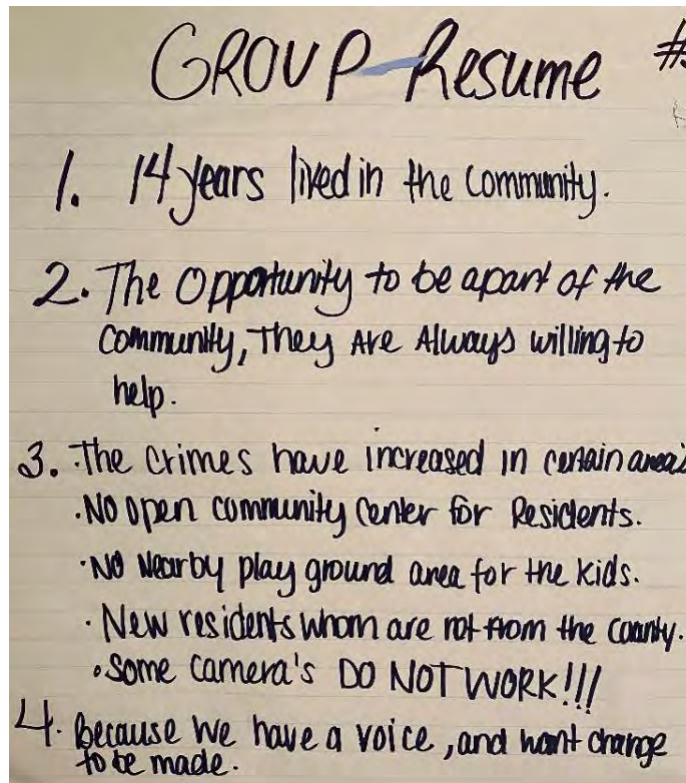 GROUP Resume
1. 14 years lived in the community.
2. The Opportunity to be apart of the
community, They Are Always willing to
help.
3. .The crimes have increased in certain area's
.No open community Center for Residents.
.No Nearby play ground area for the kids.
. New residents whom are not from the county.
.Some Camera's DO NOT WORK!!!
4. Because we have a voice, and want change
to be made.